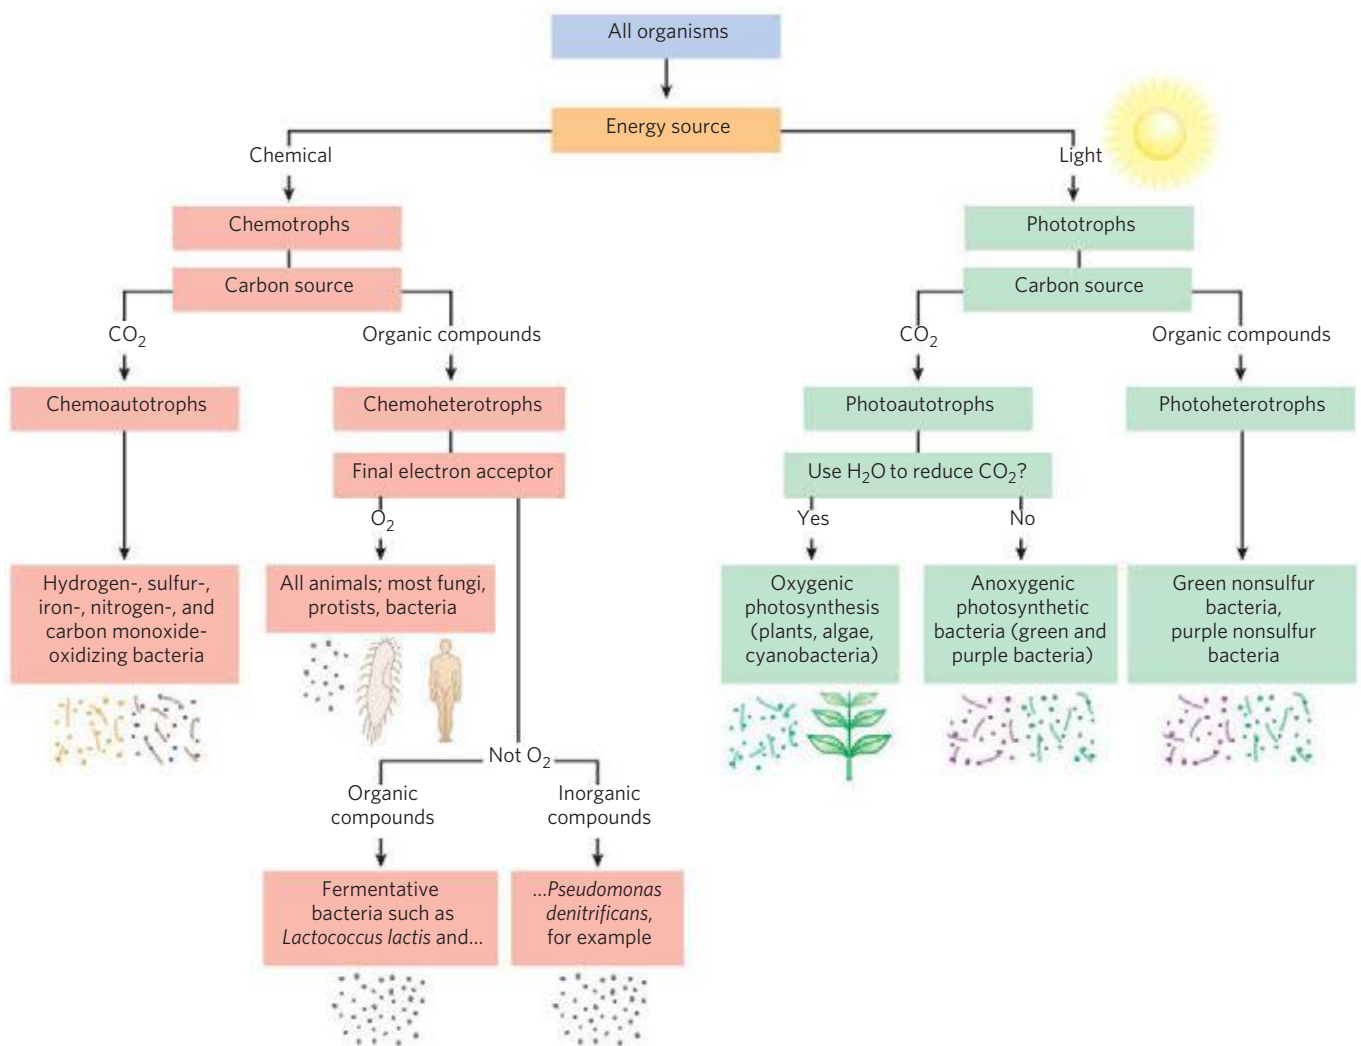 All organisms
Energy source
Chemical
Light
Chemotrophs
Phototrophs
Carbon source
Carbon source
CO₂
Organic compounds
CO₂
Organic compounds
Chemoautotrophs
Chemoheterotrophs
Photoautotrophs
Photoheterotrophs
Final electron acceptor
Use H₂O to reduce CO₂?
O₂
Yes
No
Hydrogen-, sulfur-,
iron-, nitrogen-, and
carbon monoxide-
oxidizing bacteria
All animals; most fungi,
protists, bacteria
Oxygenic
photosynthesis
(plants, algae,
cyanobacteria)
Anoxygenic
photosynthetic
bacteria (green and
purple bacteria)
Green nonsulfur
bacteria,
purple nonsulfur
bacteria
Not O₂
Organic
compounds
Inorganic
compounds
Fermentative
bacteria such as
Lactococcus lactis and...
...Pseudomonas
denitrificans,
for example